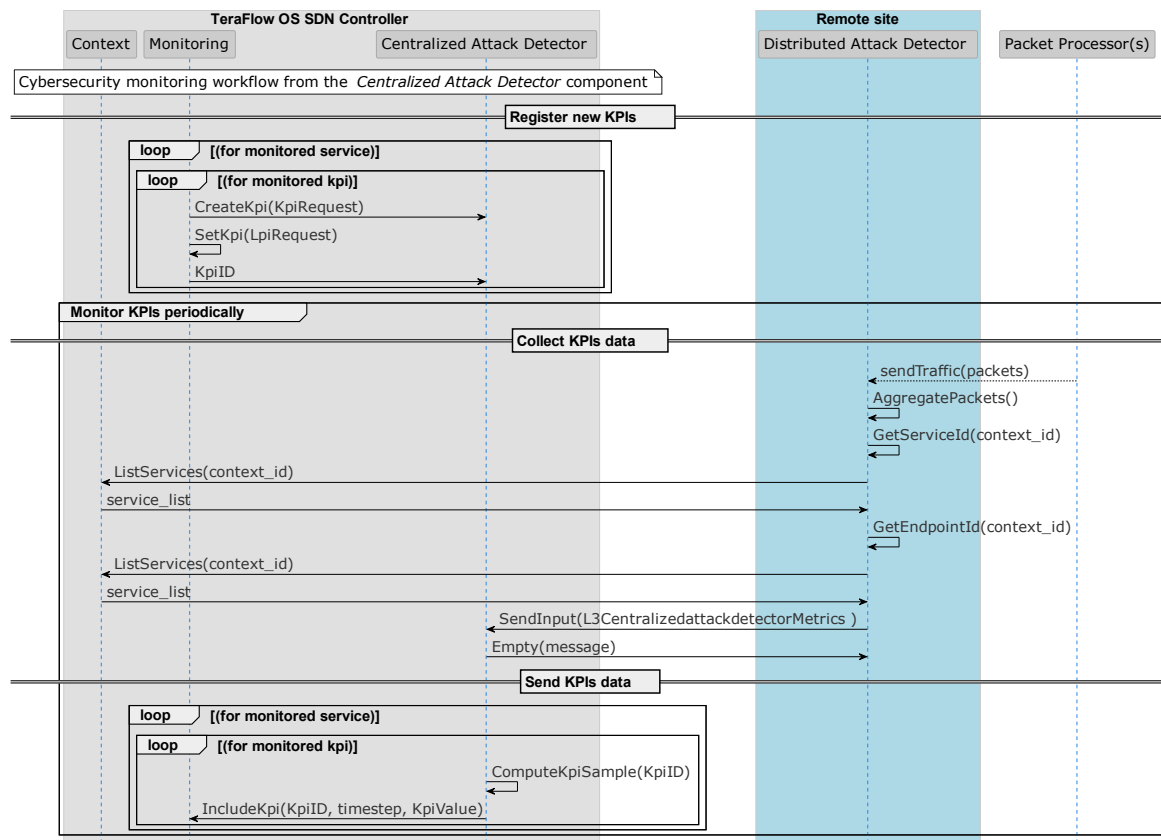 TeraFlow OS SDN Controller
Remote site
Context
Monitoring
Centralized Attack Detector
Distributed Attack Detector
Packet Processor(s)
Cybersecurity monitoring workflow from the Centralized Attack Detector component
Register new KPIs
loop [(for monitored service)]
loop [(for monitored kpi)]
CreateKpi(KpiRequest)
SetKpi(LpiRequest)
KpiID
Monitor KPIs periodically
Collect KPIs data
sendTraffic(packets)
AggregatePackets()
GetServiceId(context_id)
ListServices(context_id)
service_list
GetEndpointId(context_id)
ListServices(context_id)
service_list
SendInput(L3CentralizedattackdetectorMetrics )
Empty(message)
Send KPIs data
loop [(for monitored service)]
loop [(for monitored kpi)]
ComputeKpiSample(KpiID)
IncludeKpi(KpiID, timestep, KpiValue)